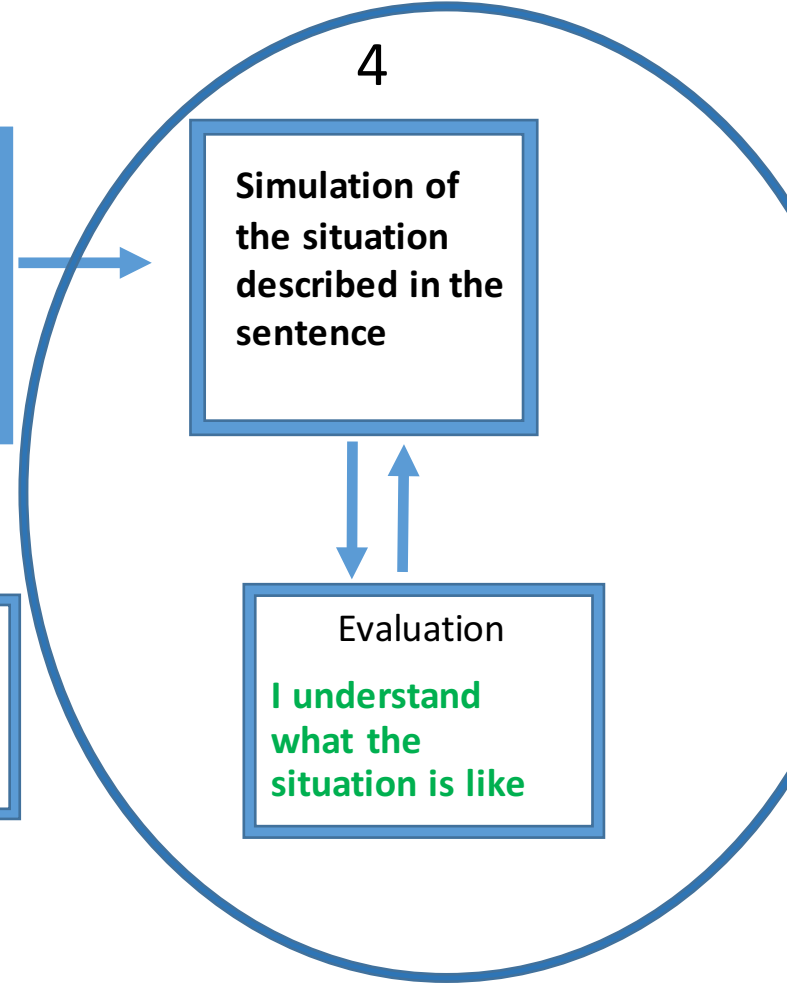 4
Simulation of
the situation
described in the
sentence
Evaluation
I understand
what the
situation is like